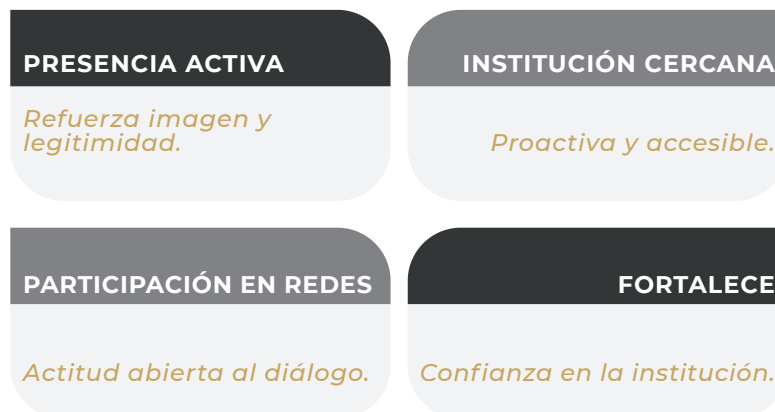 PRESENCIA ACTIVA
Refuerza imagen y
legitimidad.
INSTITUCIÓN CERCANA
Proactiva y accesible.
PARTICIPACIÓN EN REDES
Actitud abierta al diálogo.
FORTALECE
Confianza en la institución.